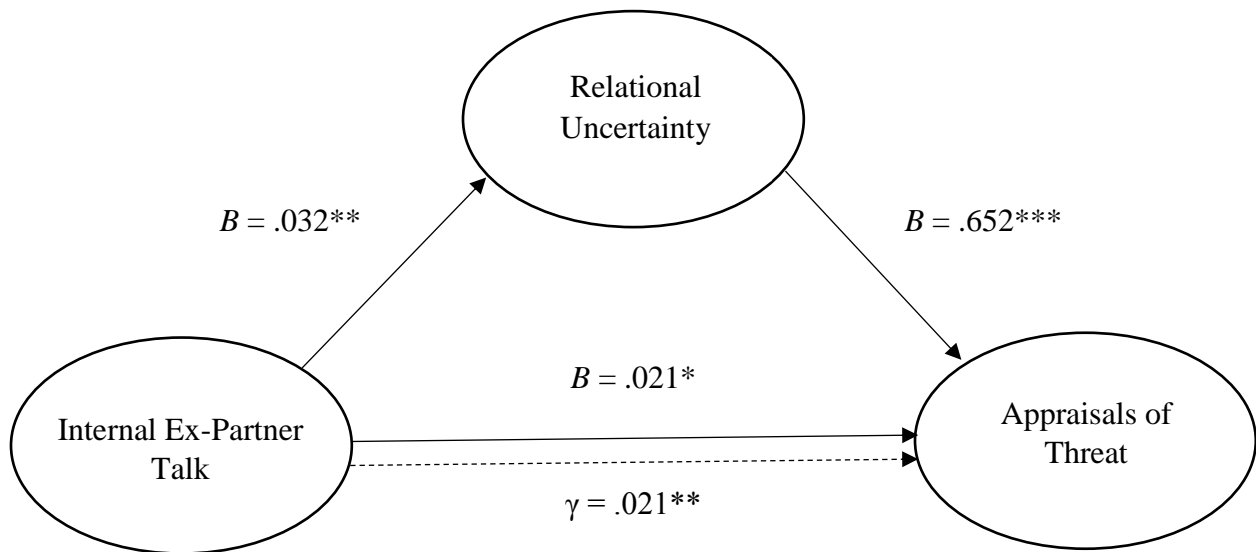 Relational
Uncertainty
B = .032**
B = .652***
B = .021*
Internal Ex-Partner
Talk
Appraisals of
Threat
γ = .021**